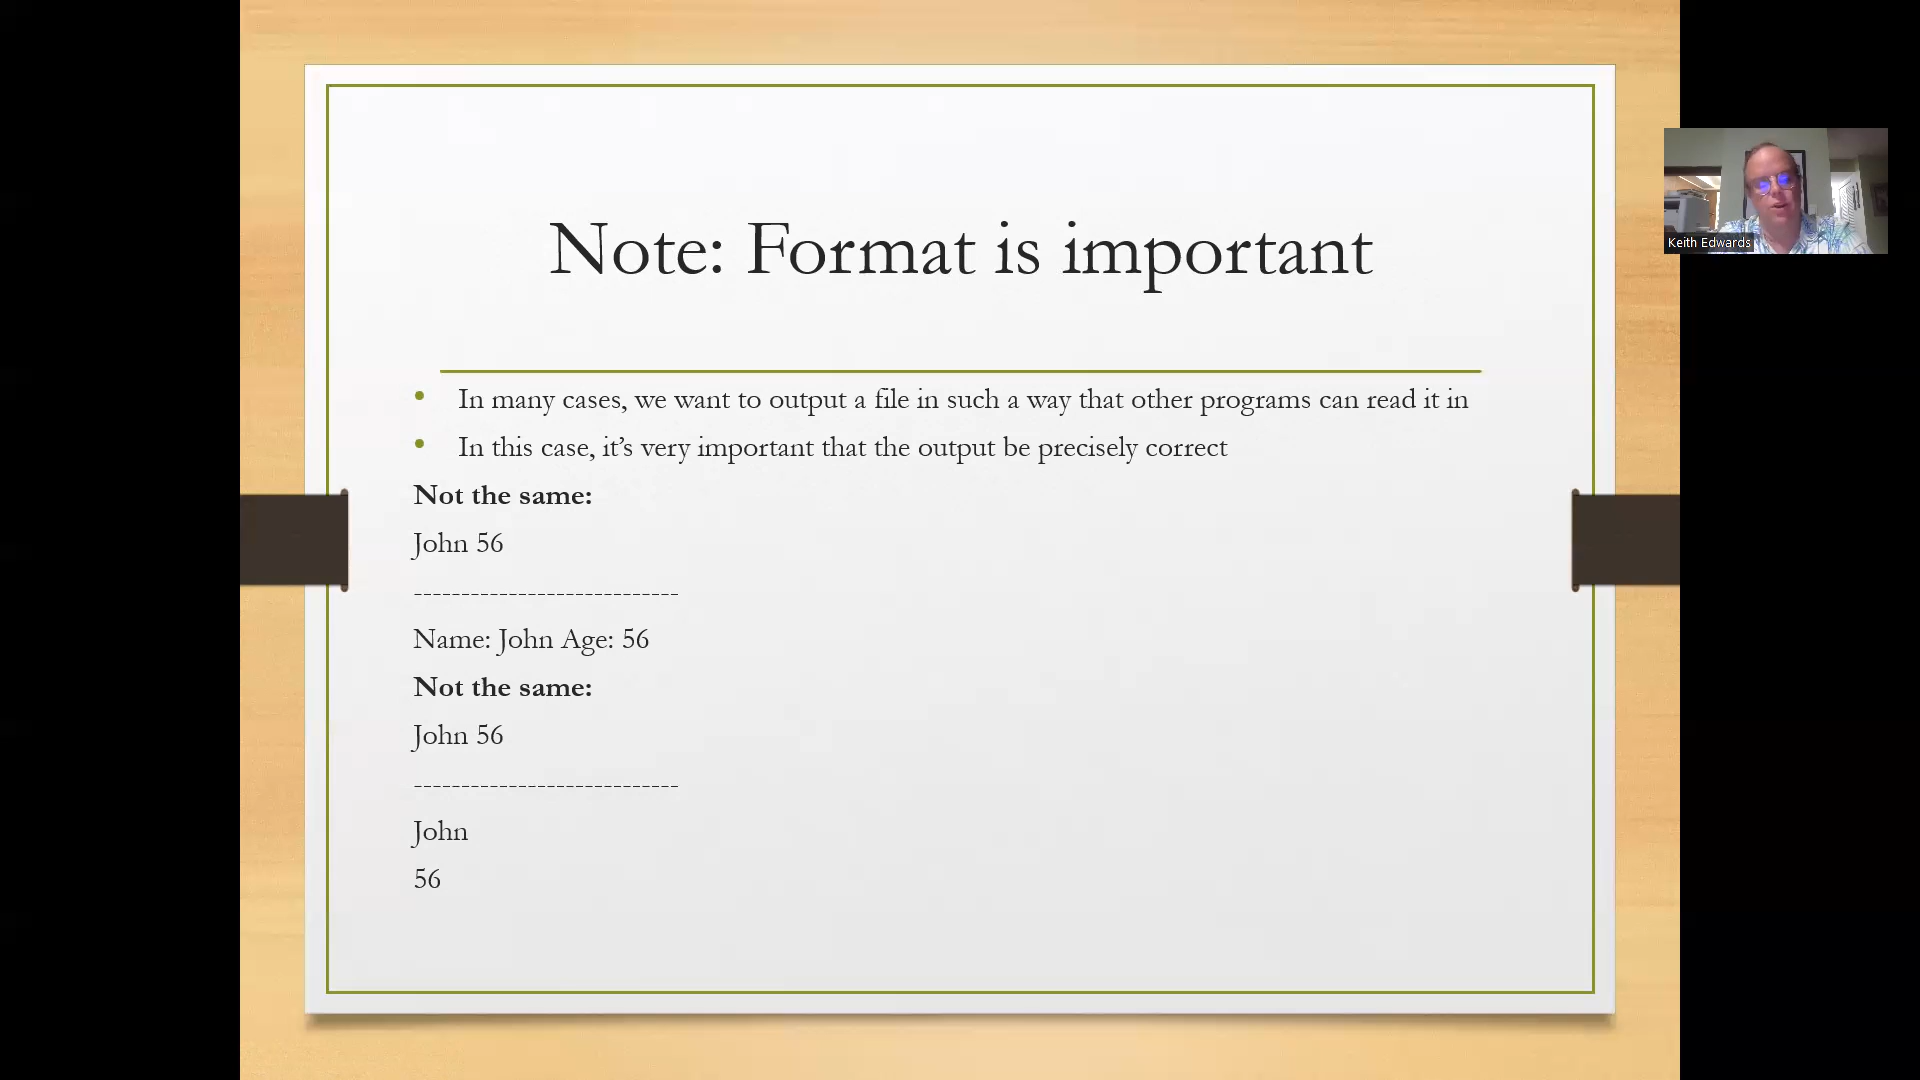 Note: Format is important
Keith Edwards
In many cases, we want to output a file in such a way that other programs can read it in
In this case, it’s very important that the output be precisely correct
Not the same:
John 56
----------------------------
Name: John Age: 56
Not the same:
John 56
----------------------------
John
56